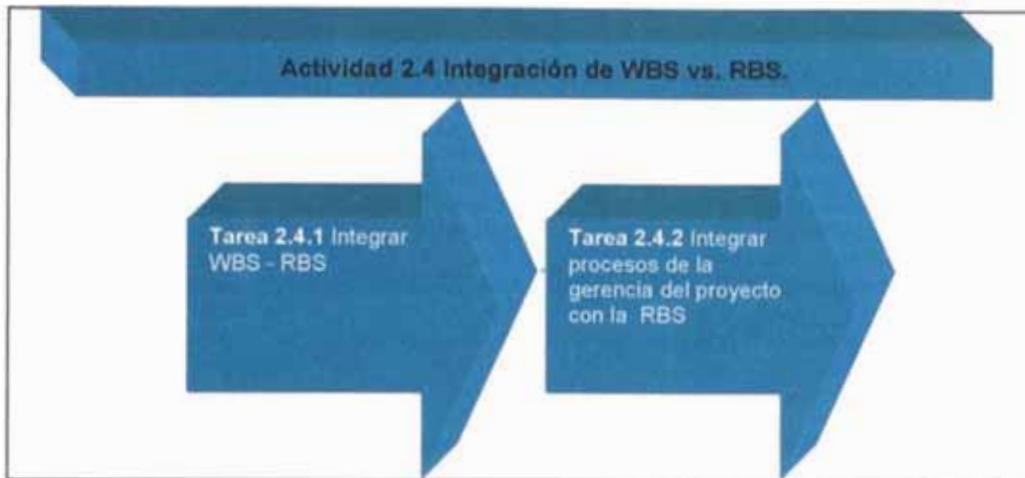 Actividad 2.4 Integración de WBS vs. RBS.
Tarea 2.4.1 Integrar
WBS - RBS
Tarea 2.4.2 Integrar
procesos de la
gerencia del proyecto
con la RBS